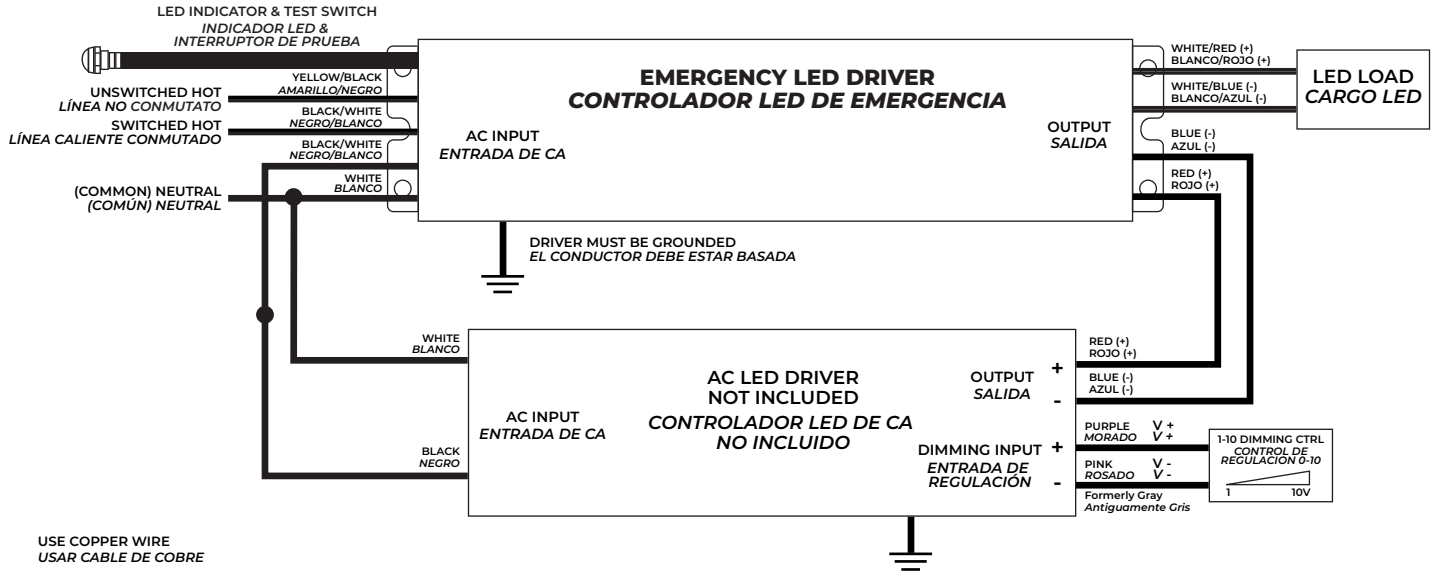 LED INDICATOR & TEST SWITCH
INDICADOR LED &
INTERRUPTOR DE PRUEBA
YELLOW/BLACK
AMARILLO/NEGRO
UNSWITCHED HOT
LÍNEA NO CONMUTATO
BLACK/WHITE
NEGRO/BLANCO
SWITCHED HOT
LÍNEA CALIENTE CONMUTADO
BLACK/WHITE
NEGRO/BLANCO
WHITE
BLANCO
(COMMON) NEUTRAL
(COMÚN) NEUTRAL
AC INPUT
ENTRADA DE CA
EMERGENCY LED DRIVER
CONTROLADOR LED DE EMERGENCIA
OUTPUT
SALIDA
WHITE/RED (+)
BLANCO/ROJO (+)
WHITE/BLUE (-)
BLANCO/AZUL (-)
LED LOAD
CARGO LED
BLUE (-)
AZUL (-)
RED (+)
ROJO (+)
DRIVER MUST BE GROUNDED
EL CONDUCTOR DEBE ESTAR BASADA
WHITE
BLANCO
BLACK
NEGRO
AC INPUT
ENTRADA DE CA
AC LED DRIVER
NOT INCLUDED
CONTROLADOR LED DE CA
NO INCLUIDO
OUTPUT
SALIDA
+
-
RED (+)
ROJO (+)
BLUE (-)
AZUL (-)
DIMMING INPUT
ENTRADA DE
REGULACIÓN
+
-
PURPLE V +
MORADO V +
PINK V -
ROSADO V -
Formerly Gray
Antiguamente Gris
1-10 DIMMING CTRL
CONTROL DE
REGULACIÓN 0-10
1 10V
USE COPPER WIRE
USAR CABLE DE COBRE